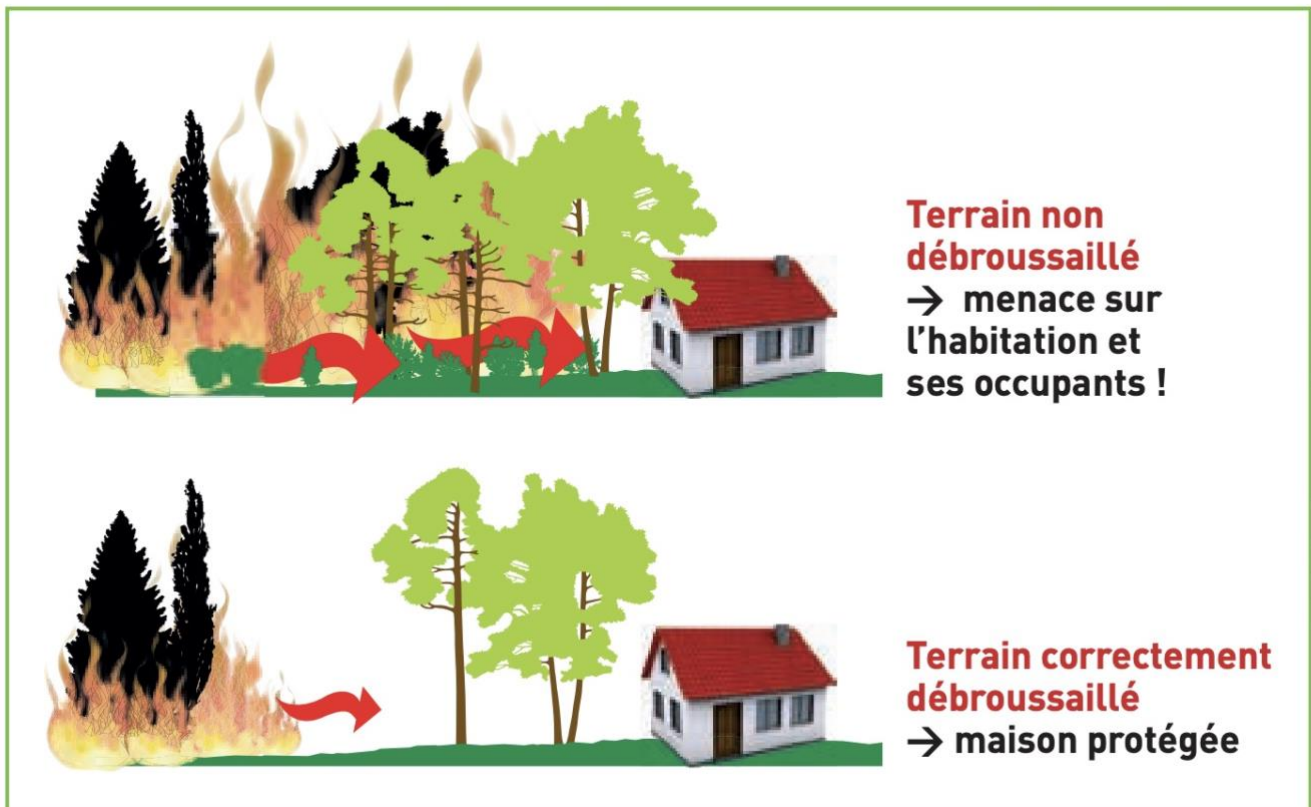 Terrain non
débroussaillé
→ menace sur
l’habitation et
ses occupants !
Terrain correctement
débroussaillé
→ maison protégée